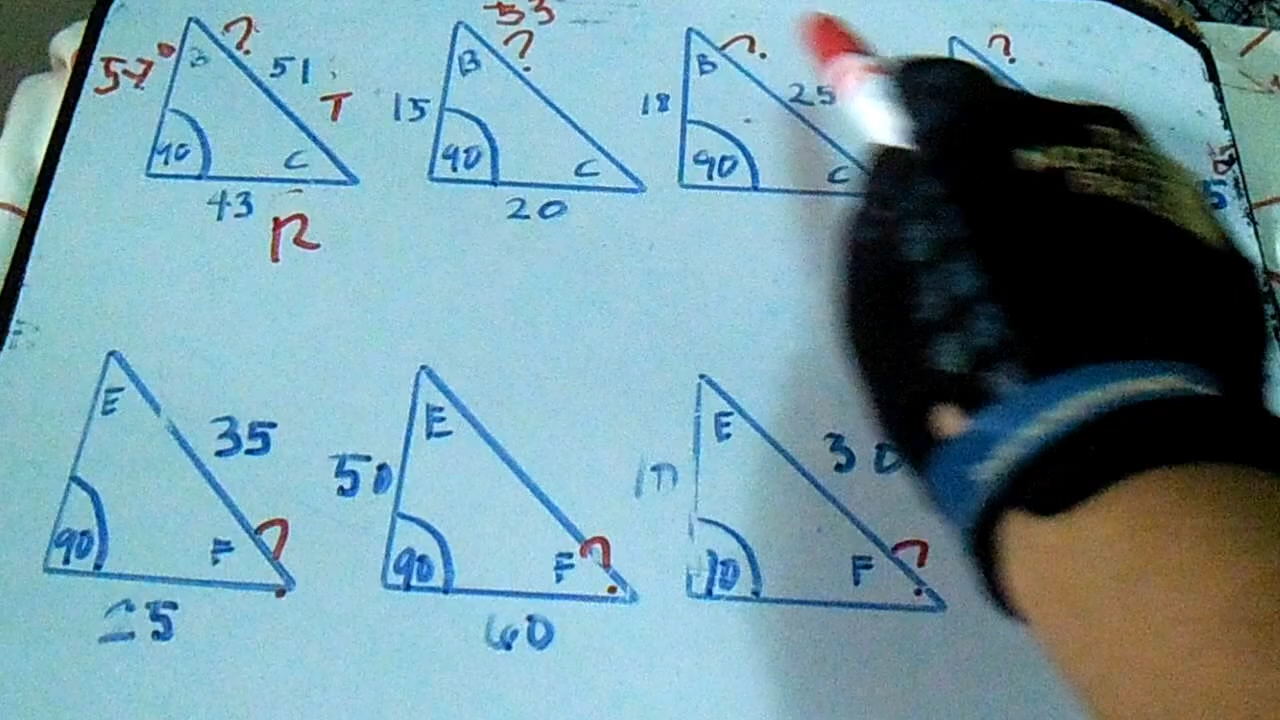 53
57° B ? 51 T 90 C 43 R
15 B ? 90 C 20
18 B ? 25 90 C
?
5
E 35 90 F ? 25
50 E 90 F ? 60
E 30 90 F ?